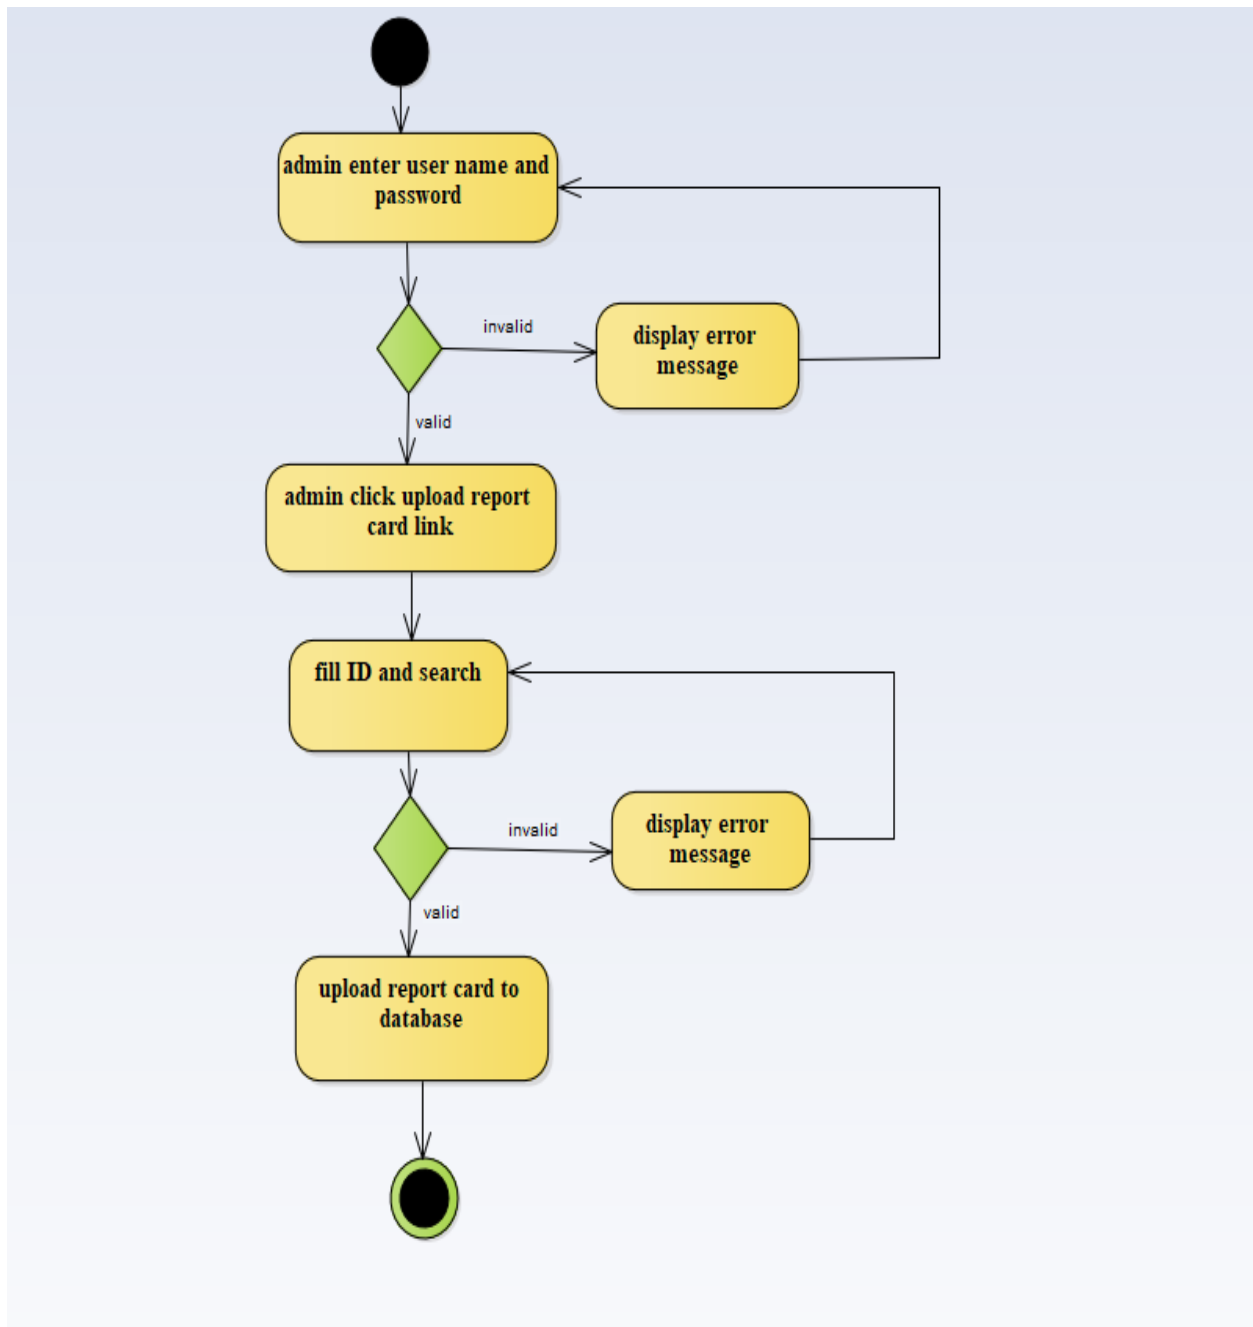 admin enter user name and
password
invalid
display error
message
valid
admin click upload report
card link
fill ID and search
invalid
display error
message
valid
upload report card to
database